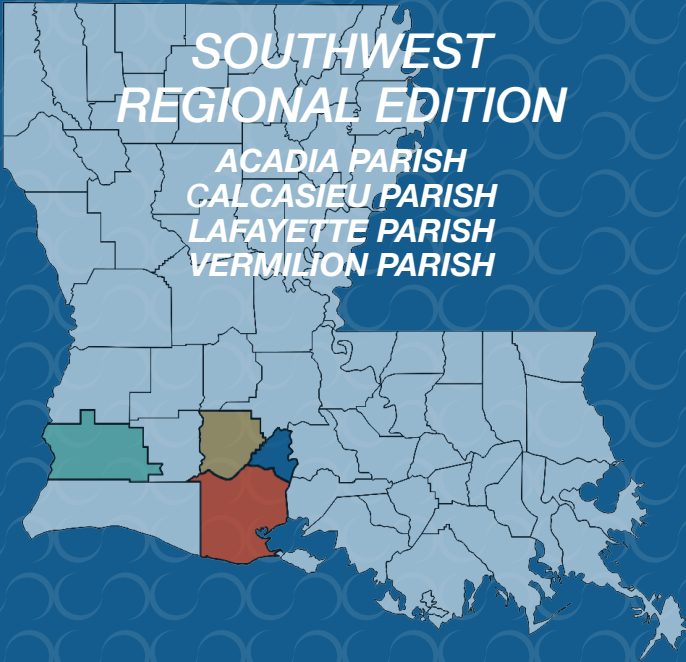 SOUTHWEST
REGIONAL EDITION
ACADIA PARISH
CALCASIEU PARISH
LAFAYETTE PARISH
VERMILION PARISH